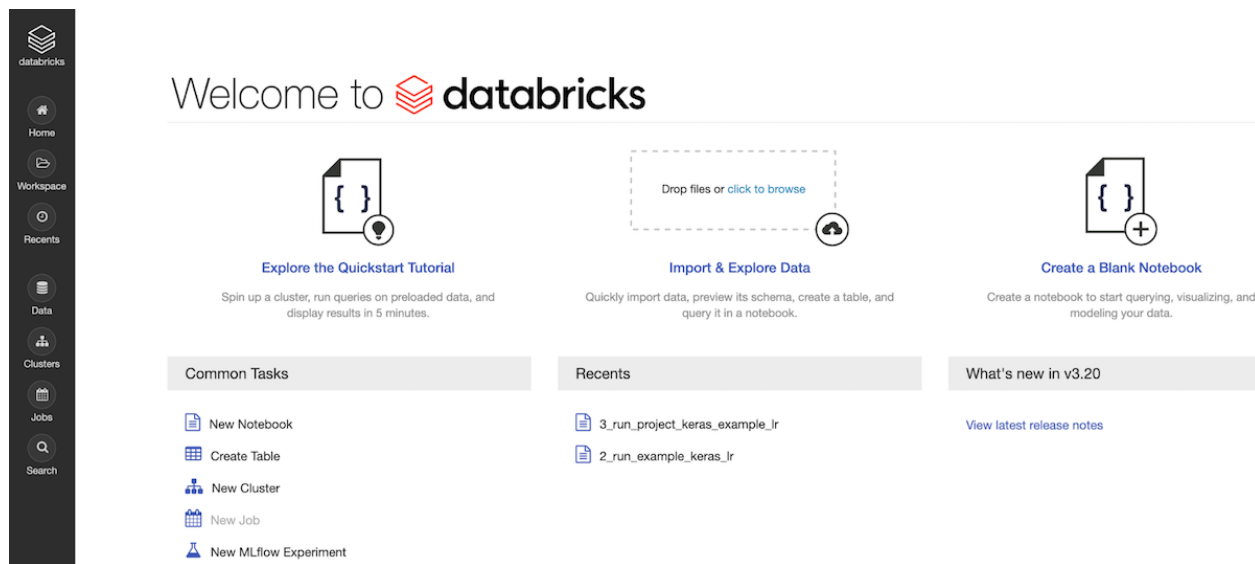 databricks
Home
Workspace
Recents
Data
Clusters
Jobs
Search
Welcome to databricks
{ }
Explore the Quickstart Tutorial
Spin up a cluster, run queries on preloaded data, and
display results in 5 minutes.
Drop files or click to browse
Import & Explore Data
Quickly import data, preview its schema, create a table, and
query it in a notebook.
{ }
Create a Blank Notebook
Create a notebook to start querying, visualizing, and
modeling your data.
Common Tasks
New Notebook
Create Table
New Cluster
New Job
New MLflow Experiment
Recents
3_run_project_keras_example_lr
2_run_example_keras_lr
What's new in v3.20
View latest release notes